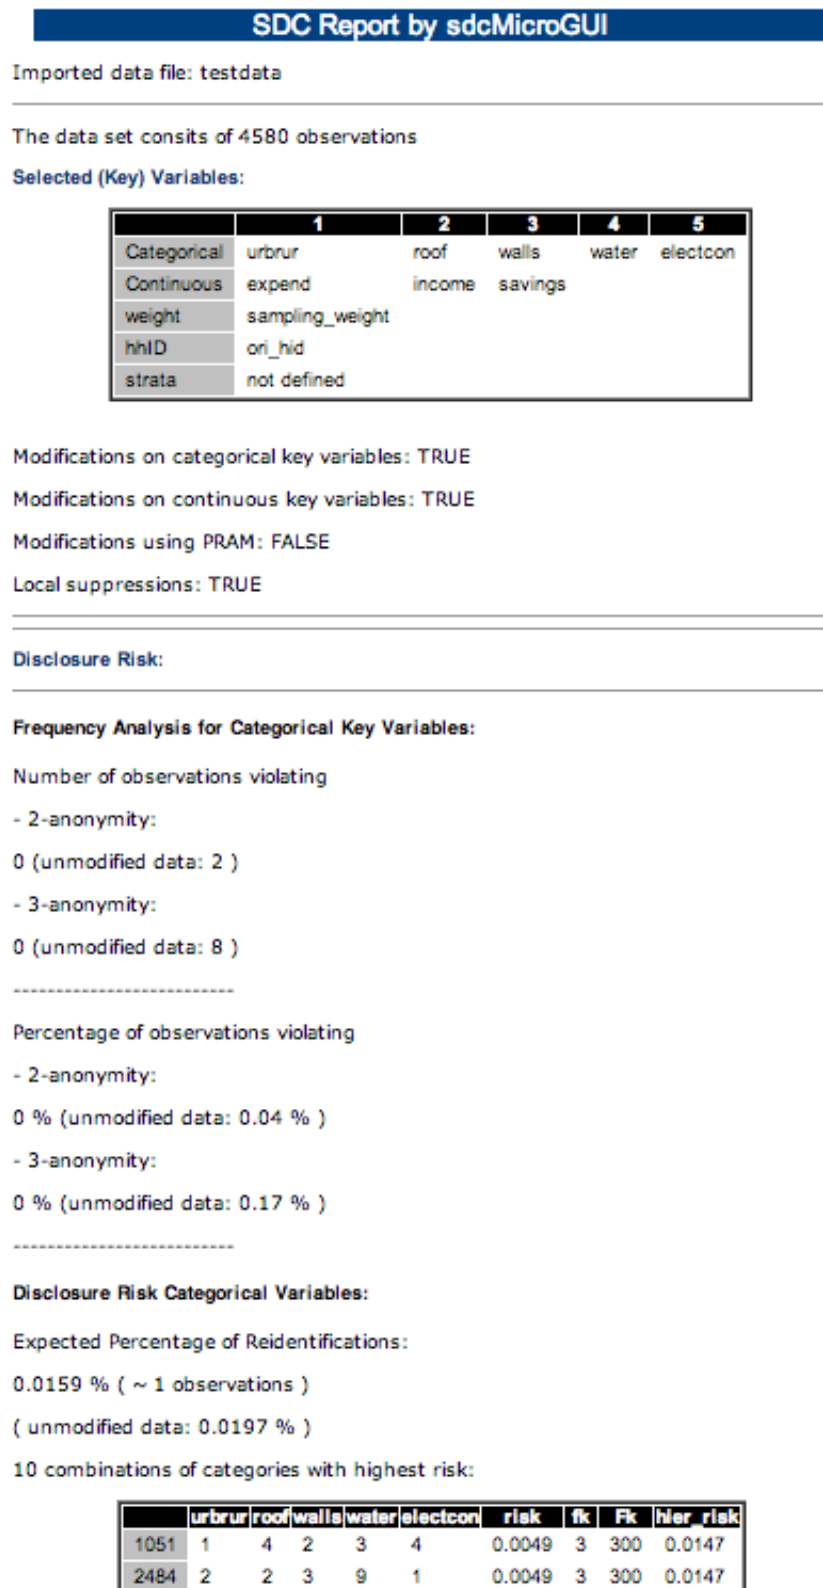 SDC Report by sdcMicroGUI
Imported data file: testdata
The data set consits of 4580 observations
Selected (Key) Variables:
1 2 3 4 5
Categorical urbrur roof walls water electcon
Continuous expend income savings
weight sampling_weight
hhID ori_hid
strata not defined
Modifications on categorical key variables: TRUE
Modifications on continuous key variables: TRUE
Modifications using PRAM: FALSE
Local suppressions: TRUE
Disclosure Risk:
Frequency Analysis for Categorical Key Variables:
Number of observations violating
- 2-anonymity:
0 (unmodified data: 2 )
- 3-anonymity:
0 (unmodified data: 8 )
---------------------------
Percentage of observations violating
- 2-anonymity:
0 % (unmodified data: 0.04 % )
- 3-anonymity:
0 % (unmodified data: 0.17 % )
---------------------------
Disclosure Risk Categorical Variables:
Expected Percentage of Reidentifications:
0.0159 % ( ~ 1 observations )
( unmodified data: 0.0197 % )
10 combinations of categories with highest risk:
urbrur roof walls water electcon risk fk Fk hier_risk
1051 1 4 2 3 4 0.0049 3 300 0.0147
2484 2 2 3 9 1 0.0049 3 300 0.0147